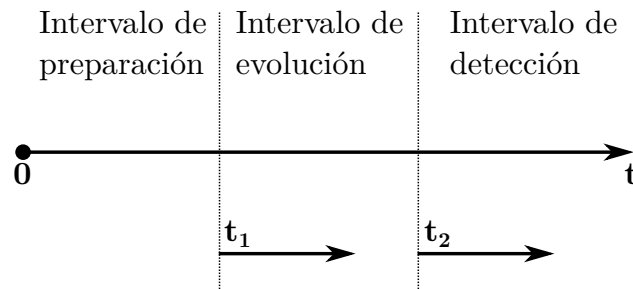 Intervalo de
preparación
Intervalo de
evolución
Intervalo de
detección
0
t
t1
t2